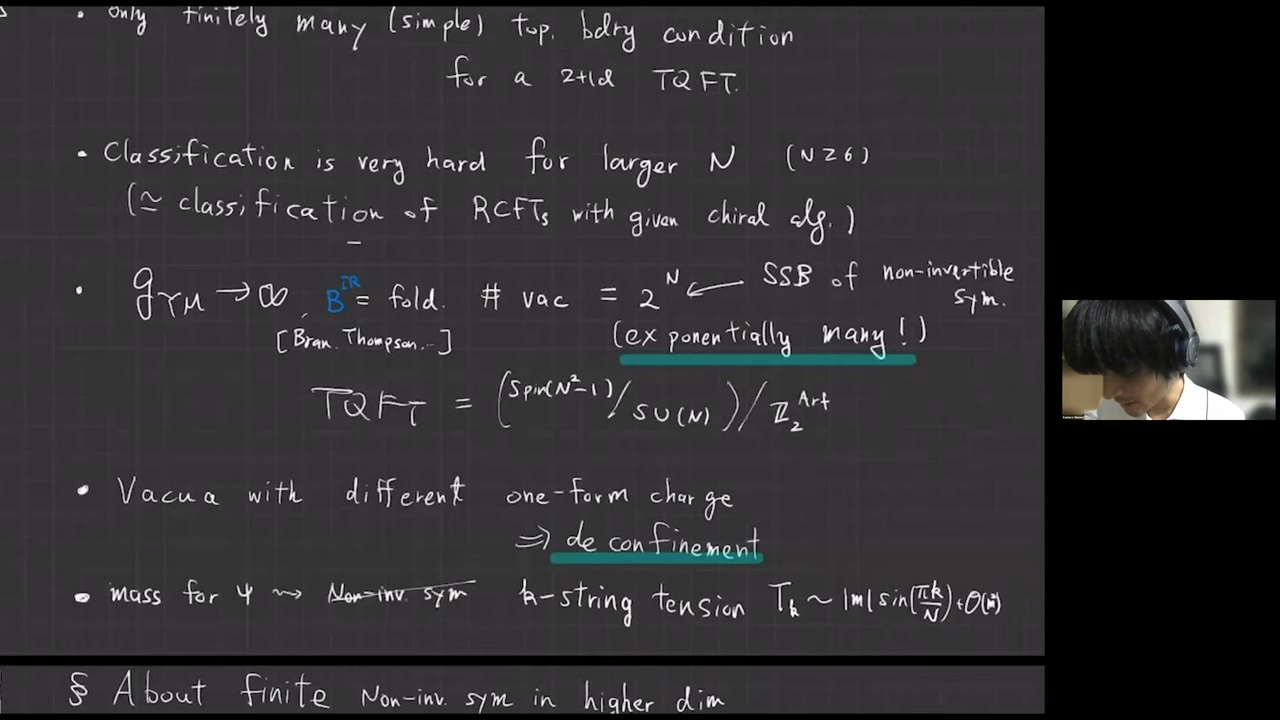 • Only finitely many (simple) top. bdry condition
for a 2+1d TQFT.
• Classification is very hard for larger N (N≥6)
(≃ classification of RCFTs with given chiral alg.)
• g_YM → ∞, B^IR = fold. # vac = 2^N ← SSB of non-invertible
sym.
[Bran. Thompson...] (exponentially many!)
TQFT = (Spin(N²-1)/SU(N))/Z₂^Arf
• Vacua with different one-form charge
⇒ deconfinement
• mass for ψ ⇝ Non-inv. sym k-string tension T_k ~ |m| sin(πk/N) + O(m²)
§ About finite Non-inv. sym in higher dim